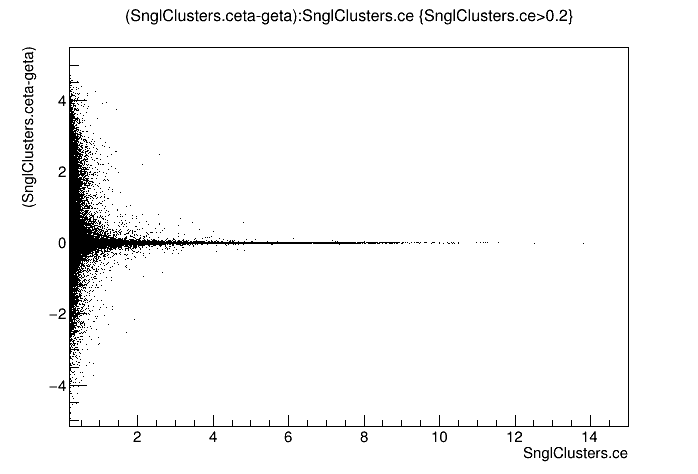 (SnglClusters.ceta-geta):SnglClusters.ce {SnglClusters.ce>0.2}
(SnglClusters.ceta-geta)
4
2
0
−2
−4
2 4 6 8 10 12 14
SnglClusters.ce